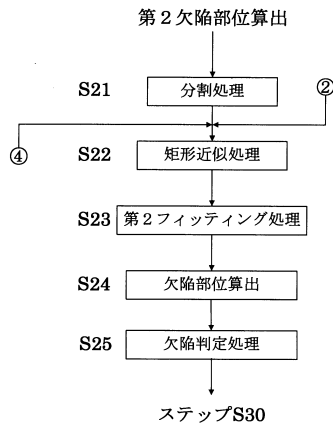 第２欠陥部位算出
S21 分割処理
②
④
S22 矩形近似処理
S23 第２フィッティング処理
S24 欠陥部位算出
S25 欠陥判定処理
ステップS30